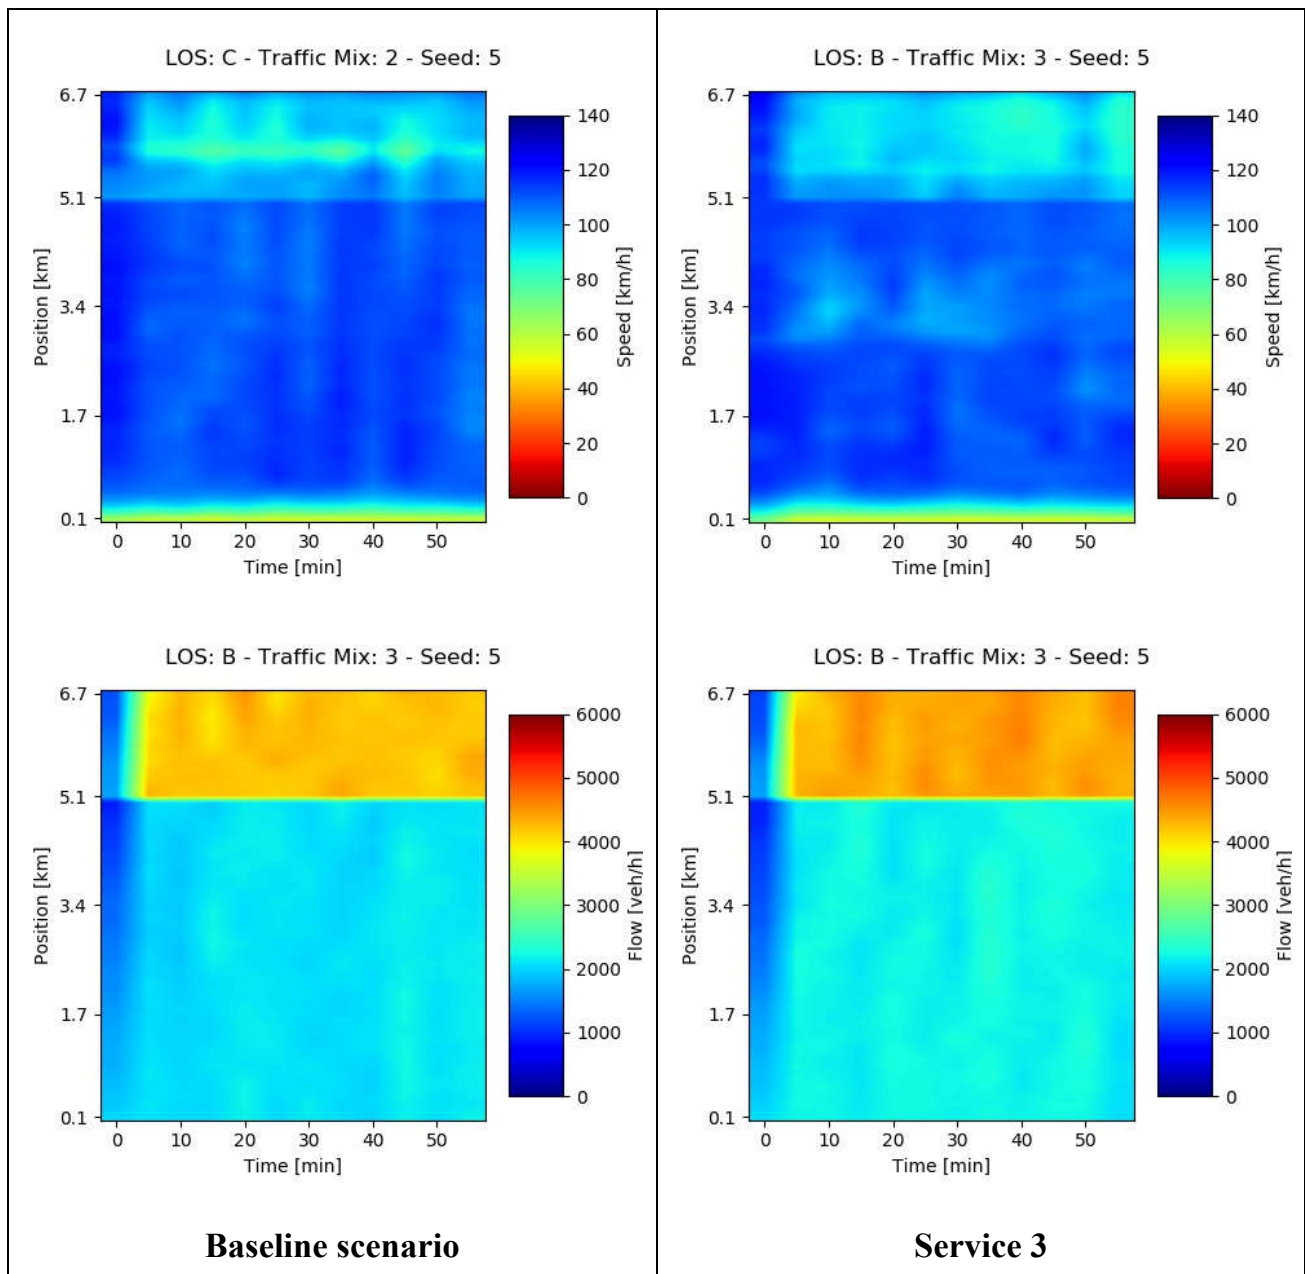 LOS: C - Traffic Mix: 2 - Seed: 5
6.7
5.1
3.4
1.7
0.1
Position [km]
0 10 20 30 40 50
Time [min]
140
120
100
80
60
40
20
0
Speed [km/h]
LOS: B - Traffic Mix: 3 - Seed: 5
6.7
5.1
3.4
1.7
0.1
Position [km]
0 10 20 30 40 50
Time [min]
140
120
100
80
60
40
20
0
Speed [km/h]
LOS: B - Traffic Mix: 3 - Seed: 5
6.7
5.1
3.4
1.7
0.1
Position [km]
0 10 20 30 40 50
Time [min]
6000
5000
4000
3000
2000
1000
0
Flow [veh/h]
LOS: B - Traffic Mix: 3 - Seed: 5
6.7
5.1
3.4
1.7
0.1
Position [km]
0 10 20 30 40 50
Time [min]
6000
5000
4000
3000
2000
1000
0
Flow [veh/h]
Baseline scenario
Service 3